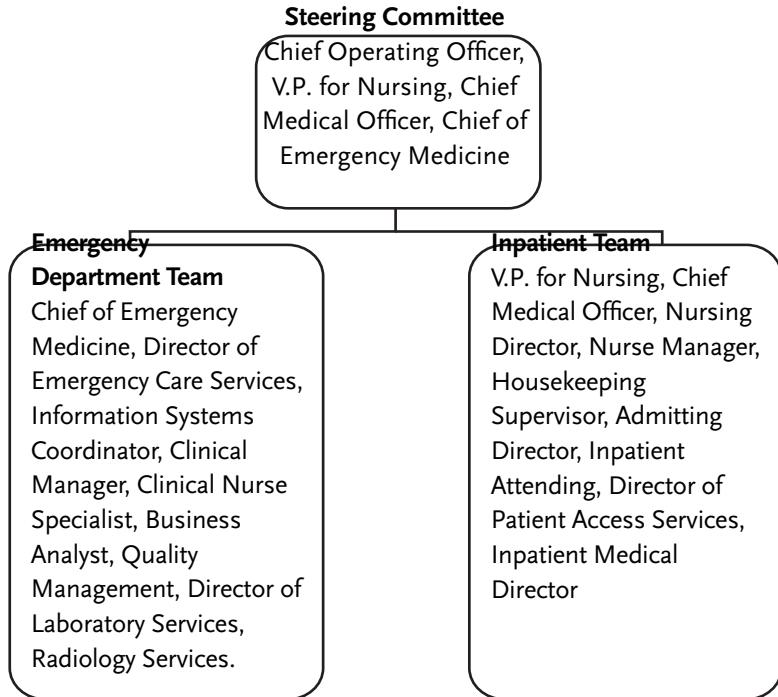 Steering Committee
Chief Operating Officer,
V.P. for Nursing, Chief
Medical Officer, Chief of
Emergency Medicine
Emergency
Department Team
Chief of Emergency
Medicine, Director of
Emergency Care Services,
Information Systems
Coordinator, Clinical
Manager, Clinical Nurse
Specialist, Business
Analyst, Quality
Management, Director of
Laboratory Services,
Radiology Services.
Inpatient Team
V.P. for Nursing, Chief
Medical Officer, Nursing
Director, Nurse Manager,
Housekeeping
Supervisor, Admitting
Director, Inpatient
Attending, Director of
Patient Access Services,
Inpatient Medical
Director